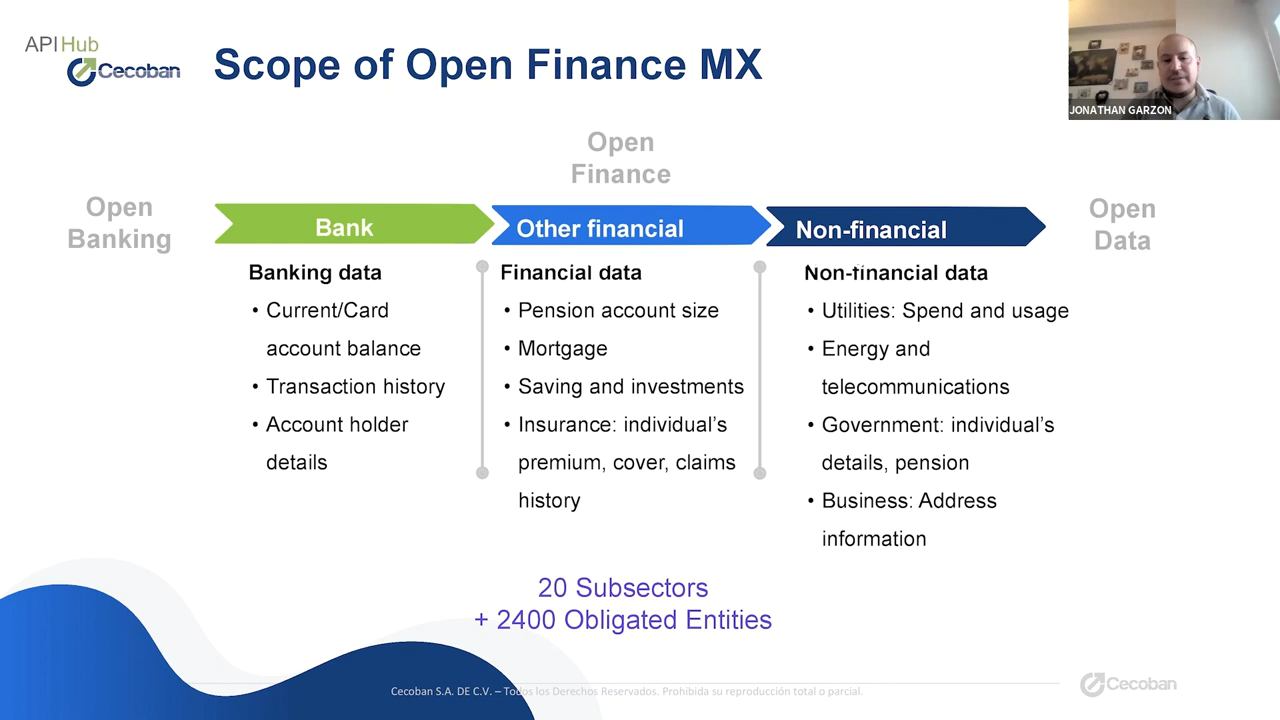 API Hub
Cecoban
Scope of Open Finance MX
JONATHAN GARZON
Open
Finance
Open
Banking
Bank
Other financial
Non-financial
Open
Data
Banking data
• Current/Card
account balance
• Transaction history
• Account holder
details
Financial data
• Pension account size
• Mortgage
• Saving and investments
• Insurance: individual’s
premium, cover, claims
history
Non-financial data
• Utilities: Spend and usage
• Energy and
telecommunications
• Government: individual’s
details, pension
• Business: Address
information
20 Subsectors
+ 2400 Obligated Entities
Cecoban S.A. DE C.V. – Todos los Derechos Reservados. Prohibida su reproducción total o parcial.
Cecoban